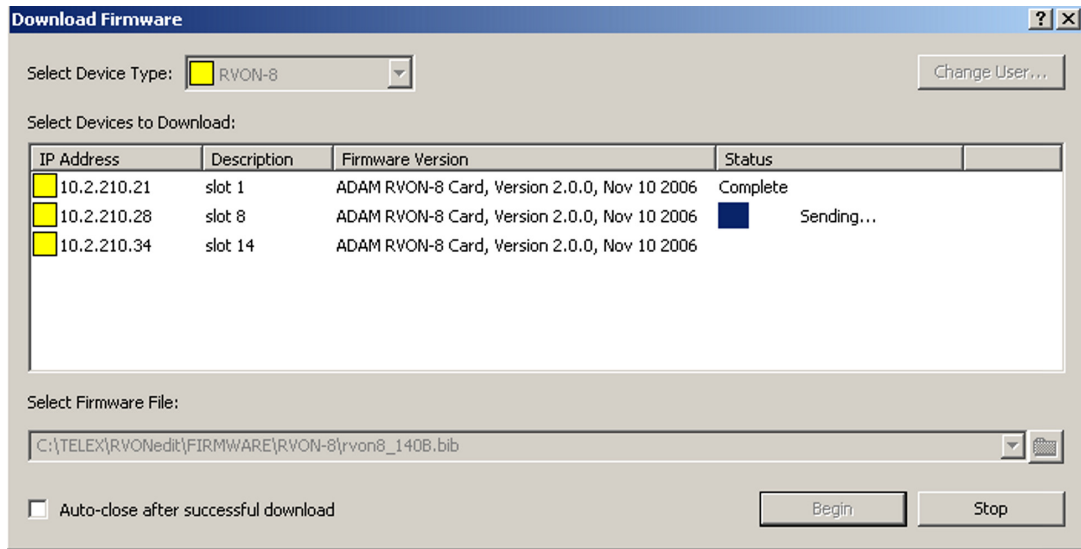 Download Firmware
Select Device Type: RVON-8 Change User...
Select Devices to Download:
IP Address Description Firmware Version Status
10.2.210.21 slot 1 ADAM RVON-8 Card, Version 2.0.0, Nov 10 2006 Complete
10.2.210.28 slot 8 ADAM RVON-8 Card, Version 2.0.0, Nov 10 2006 Sending...
10.2.210.34 slot 14 ADAM RVON-8 Card, Version 2.0.0, Nov 10 2006
Select Firmware File:
C:\TELEX\RVONedit\FIRMWARE\RVON-8\rvon8_140B.bib
Auto-close after successful download Begin Stop